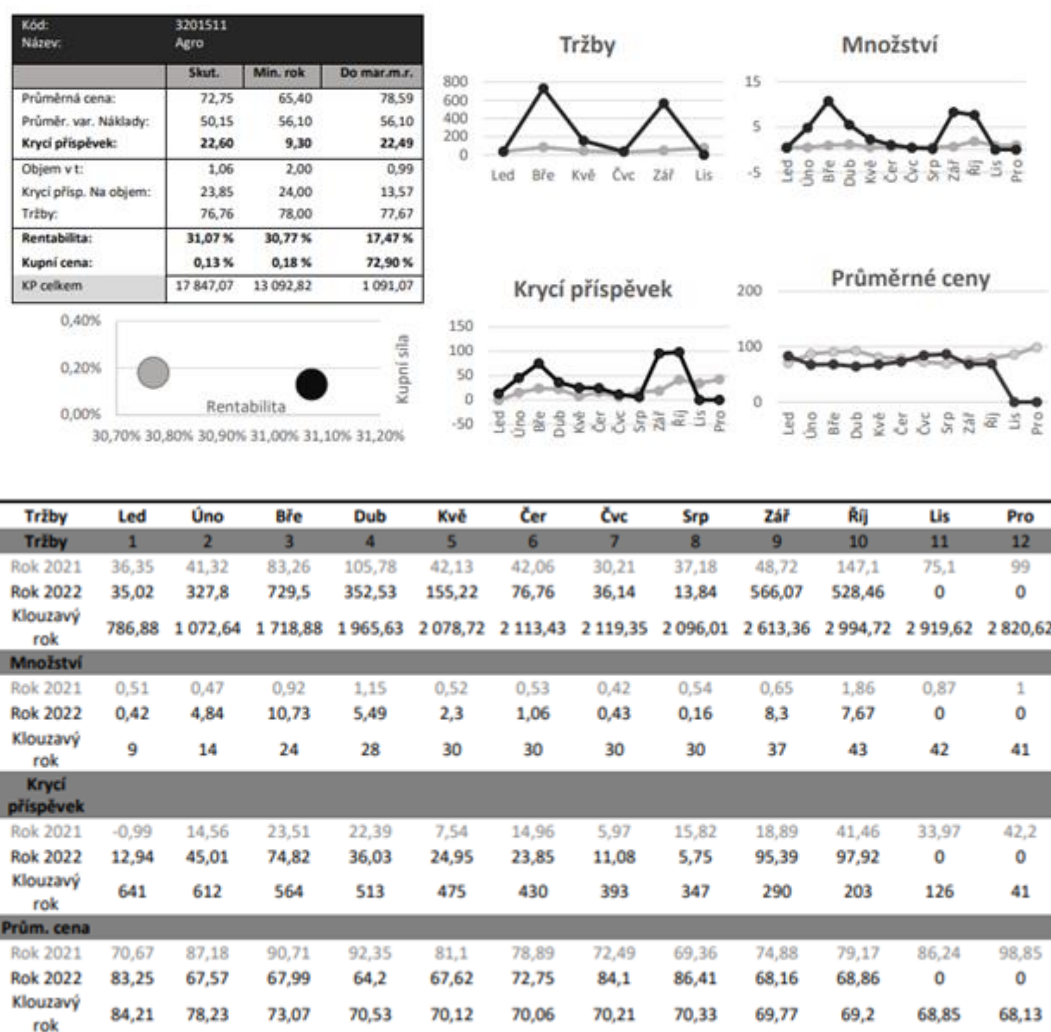 Kód: 3201511
Název: Agro
Skut. Min. rok Do mar.m.r.
Průměrná cena: 72,75 65,40 78,59
Průměr. var. Náklady: 50,15 56,10 56,10
Krycí příspěvek: 22,60 9,30 22,49
Objem v t: 1,06 2,00 0,99
Krycí přísp. Na objem: 23,85 24,00 13,57
Tržby: 76,76 78,00 77,67
Rentabilita: 31,07 % 30,77 % 17,47 %
Kupní cena: 0,13 % 0,18 % 72,90 %
KP celkem 17 847,07 13 092,82 1 091,07
Tržby
800
600
400
200
0
Led Bře Kvě Čvc Zář Lis
Množství
15
5
-5
Led Úno Bře Dub Kvě Čer Čvc Srp Zář Říj Lis Pro
0,40%
0,20%
0,00%
Rentabilita
Kupní síla
30,70% 30,80% 30,90% 31,00% 31,10% 31,20%
Krycí příspěvek
150
100
50
0
-50
Led Úno Bře Dub Kvě Čer Čvc Srp Zář Říj Lis Pro
Průměrné ceny
200
100
0
Led Úno Bře Dub Kvě Čer Čvc Srp Zář Říj Lis Pro
Tržby Led Úno Bře Dub Kvě Čer Čvc Srp Zář Říj Lis Pro
Tržby 1 2 3 4 5 6 7 8 9 10 11 12
Rok 2021 36,35 41,32 83,26 105,78 42,13 42,06 30,21 37,18 48,72 147,1 75,1 99
Rok 2022 35,02 327,8 729,5 352,53 155,22 76,76 36,14 13,84 566,07 528,46 0 0
Klouzavý
rok 786,88 1 072,64 1 718,88 1 965,63 2 078,72 2 113,43 2 119,35 2 096,01 2 613,36 2 994,72 2 919,62 2 820,62
Množství
Rok 2021 0,51 0,47 0,92 1,15 0,52 0,53 0,42 0,54 0,65 1,86 0,87 1
Rok 2022 0,42 4,84 10,73 5,49 2,3 1,06 0,43 0,16 8,3 7,67 0 0
Klouzavý
rok 9 14 24 28 30 30 30 30 37 43 42 41
Krycí
příspěvek
Rok 2021 -0,99 14,56 23,51 22,39 7,54 14,96 5,97 15,82 18,89 41,46 33,97 42,2
Rok 2022 12,94 45,01 74,82 36,03 24,95 23,85 11,08 5,75 95,39 97,92 0 0
Klouzavý
rok 641 612 564 513 475 430 393 347 290 203 126 41
Prům. cena
Rok 2021 70,67 87,18 90,71 92,35 81,1 78,89 72,49 69,36 74,88 79,17 86,24 98,85
Rok 2022 83,25 67,57 67,99 64,2 67,62 72,75 84,1 86,41 68,16 68,86 0 0
Klouzavý
rok 84,21 78,23 73,07 70,53 70,12 70,06 70,21 70,33 69,77 69,2 68,85 68,13